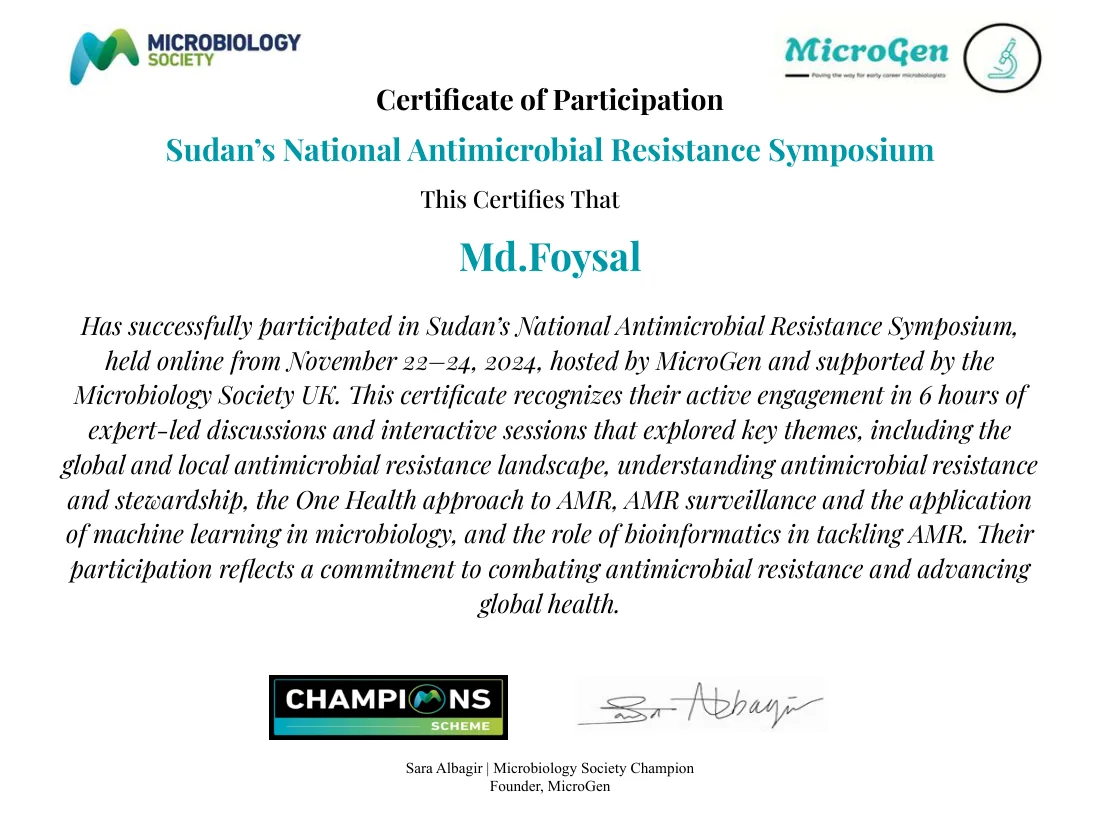 MICROBIOLOGY
SOCIETY
MicroGen
Paving the way for early career microbiologists
Certificate of Participation
Sudan’s National Antimicrobial Resistance Symposium
This Certifies That
Md.Foysal
Has successfully participated in Sudan’s National Antimicrobial Resistance Symposium,
held online from November 22–24, 2024, hosted by MicroGen and supported by the
Microbiology Society UK. This certificate recognizes their active engagement in 6 hours of
expert-led discussions and interactive sessions that explored key themes, including the
global and local antimicrobial resistance landscape, understanding antimicrobial resistance
and stewardship, the One Health approach to AMR, AMR surveillance and the application
of machine learning in microbiology, and the role of bioinformatics in tackling AMR. Their
participation reflects a commitment to combating antimicrobial resistance and advancing
global health.
CHAMPIONS
SCHEME
Sara Albagir
Sara Albagir | Microbiology Society Champion
Founder, MicroGen